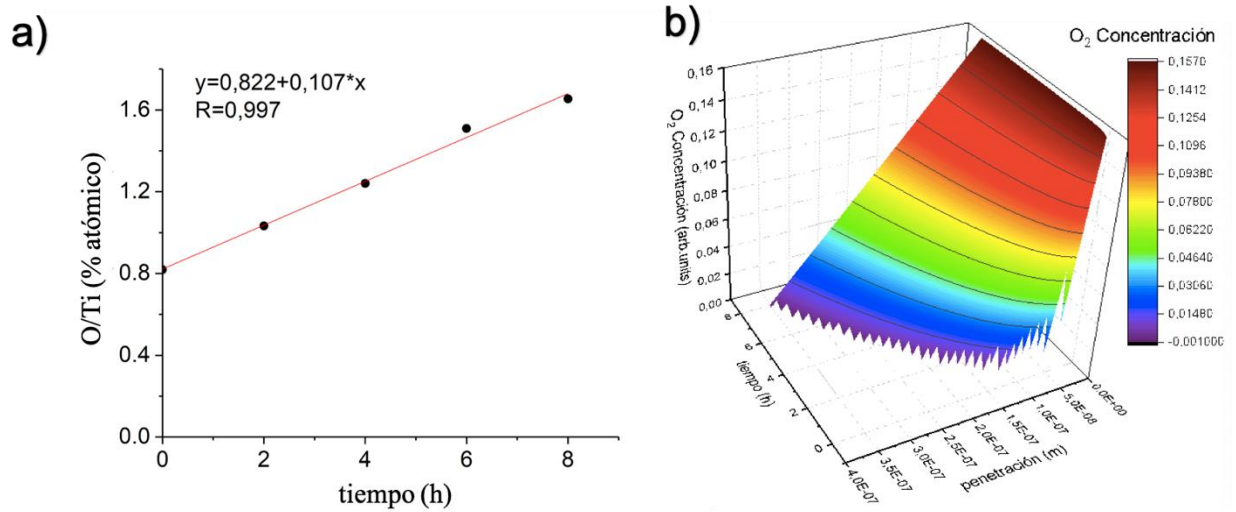 a)
y=0,822+0,107*x
R=0,997
O/Ti (% atómico)
1.6
1.2
0.8
0.4
0.0
0 2 4 6 8
tiempo (h)
b)
O₂ Concentración
0,16
0,14
0,12
0,10
0,08
0,06
0,04
0,02
0,00
O₂ Concentración (arb.units)
8
6
4
2
0
tiempo (h)
4,0E-07
3,5E-07
3,0E-07
2,5E-07
2,0E-07
1,5E-07
1,0E-07
5,0E-08
0,0E+00
penetración (m)
0,1570
0,1412
0,1254
0,1096
0,09380
0,07800
0,06220
0,04640
0,03060
0,01480
-0,001000